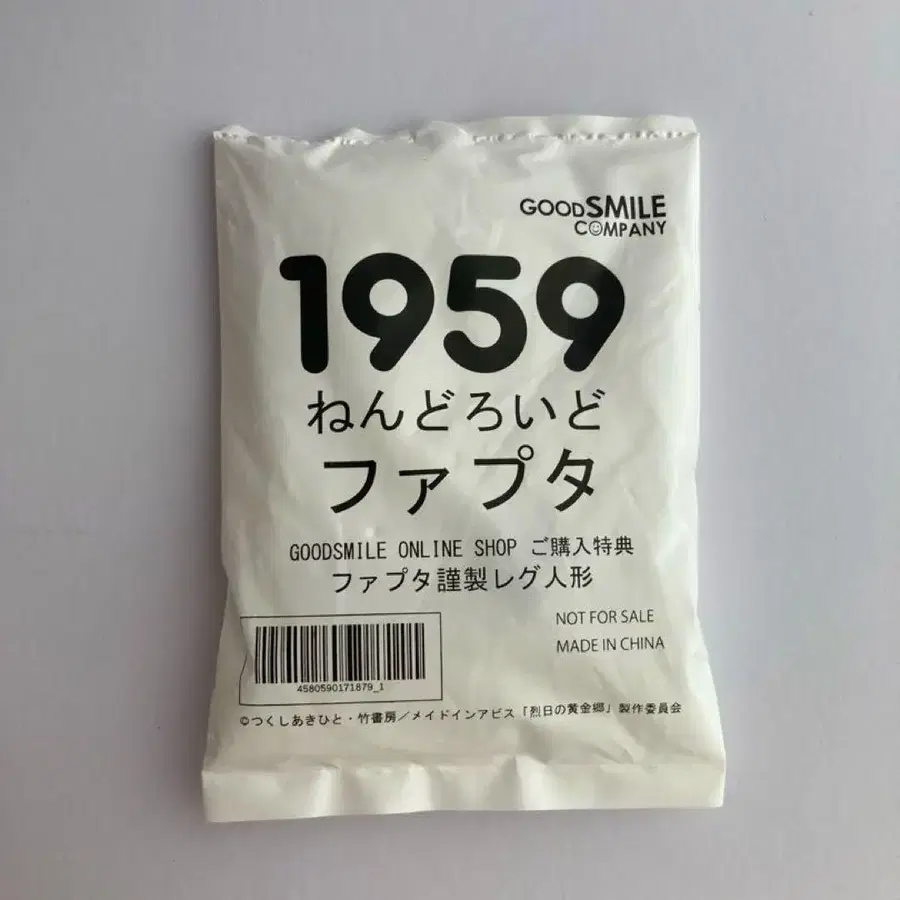 GOODSMILE
COMPANY
1959
ねんどろいど
ファプタ
GOODSMILE ONLINE SHOP ご購入特典
ファプタ謹製レグ人形
NOT FOR SALE
MADE IN CHINA
4580590171879_1
©つくしあきひと・竹書房／メイドインアビス「烈日の黄金郷」製作委員会